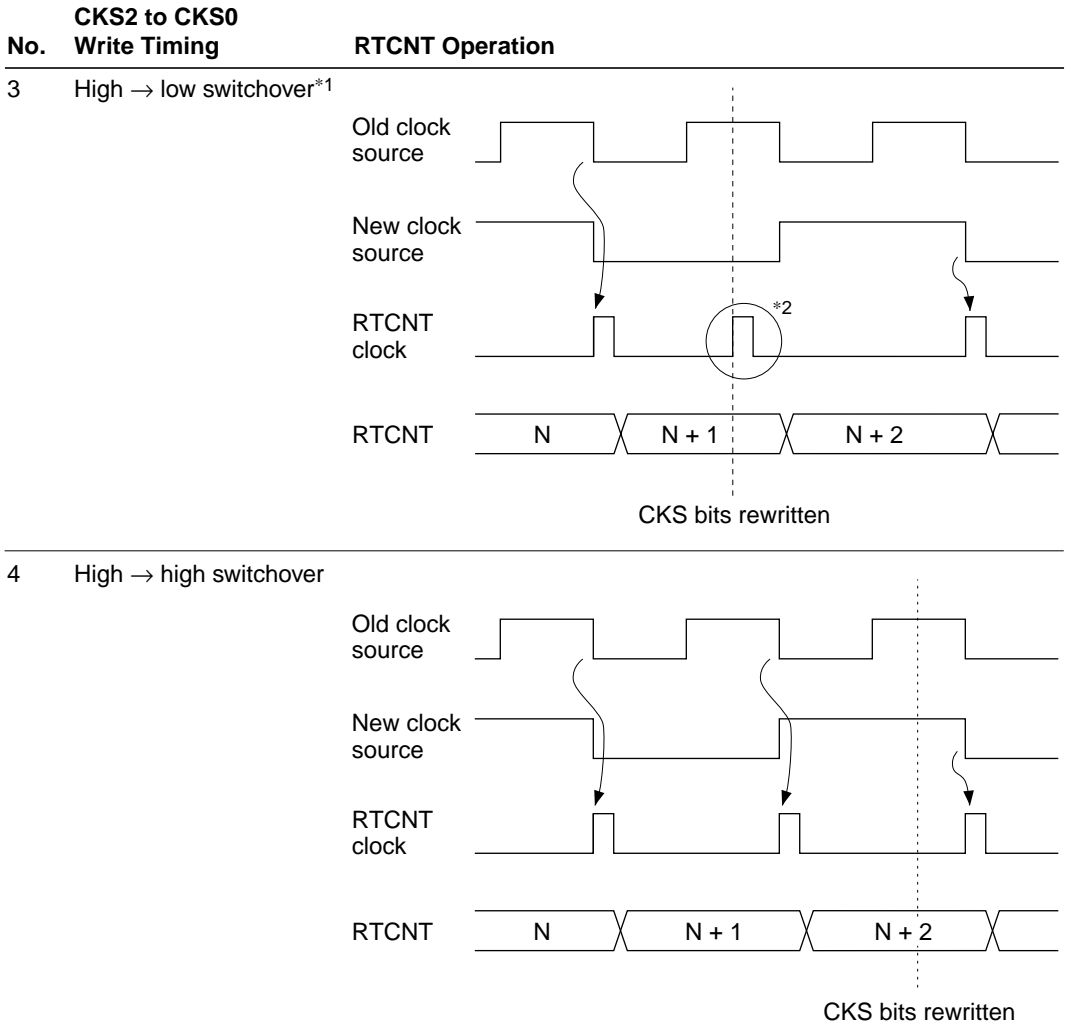 CKS2 to CKS0
No. Write Timing RTCNT Operation
3 High → low switchover*1
Old clock
source
New clock
source
*2
RTCNT
clock
RTCNT N N + 1 N + 2
CKS bits rewritten
4 High → high switchover
Old clock
source
New clock
source
RTCNT
clock
RTCNT N N + 1 N + 2
CKS bits rewritten